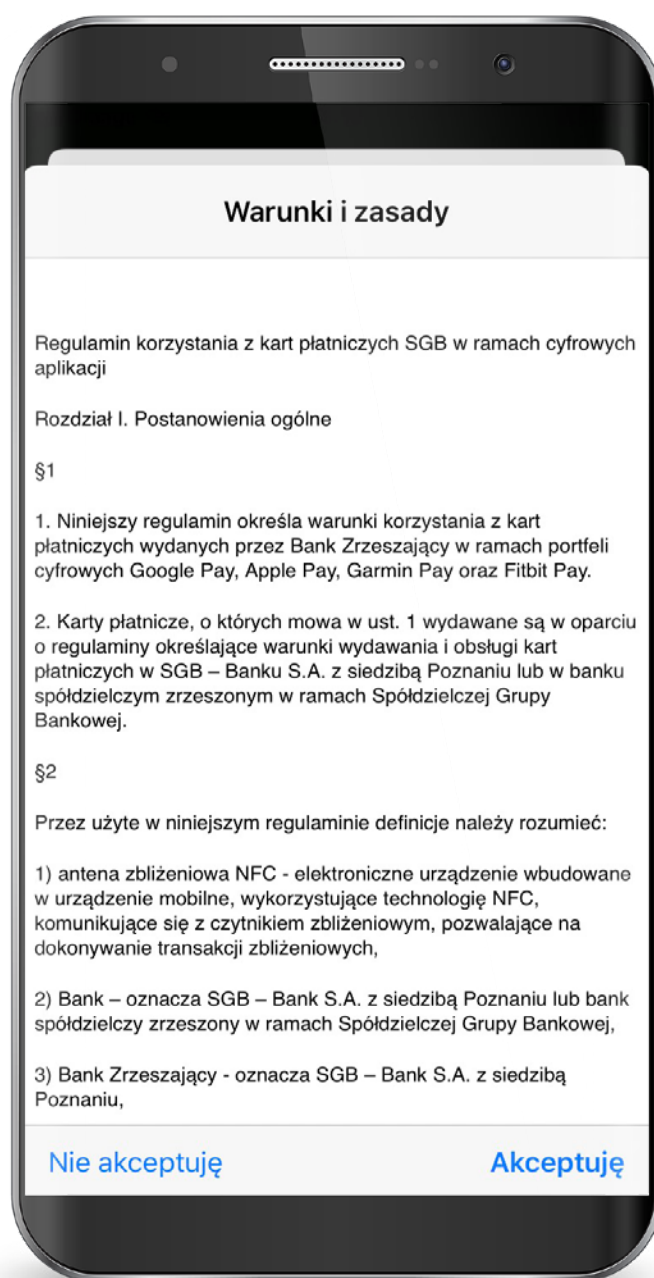 Warunki i zasady
Regulamin korzystania z kart płatniczych SGB w ramach cyfrowych
aplikacji
Rozdział I. Postanowienia ogólne
§1
1. Niniejszy regulamin określa warunki korzystania z kart
płatniczych wydanych przez Bank Zrzeszający w ramach portfeli
cyfrowych Google Pay, Apple Pay, Garmin Pay oraz Fitbit Pay.
2. Karty płatnicze, o których mowa w ust. 1 wydawane są w oparciu
o regulaminy określające warunki wydawania i obsługi kart
płatniczych w SGB – Banku S.A. z siedzibą Poznaniu lub w banku
spółdzielczym zrzeszonym w ramach Spółdzielczej Grupy
Bankowej.
§2
Przez użyte w niniejszym regulaminie definicje należy rozumieć:
1) antena zbliżeniowa NFC - elektroniczne urządzenie wbudowane
w urządzenie mobilne, wykorzystujące technologię NFC,
komunikujące się z czytnikiem zbliżeniowym, pozwalające na
dokonywanie transakcji zbliżeniowych,
2) Bank – oznacza SGB – Bank S.A. z siedzibą Poznaniu lub bank
spółdzielczy zrzeszony w ramach Spółdzielczej Grupy Bankowej,
3) Bank Zrzeszający - oznacza SGB – Bank S.A. z siedzibą
Poznaniu,
Nie akceptuję
Akceptuję